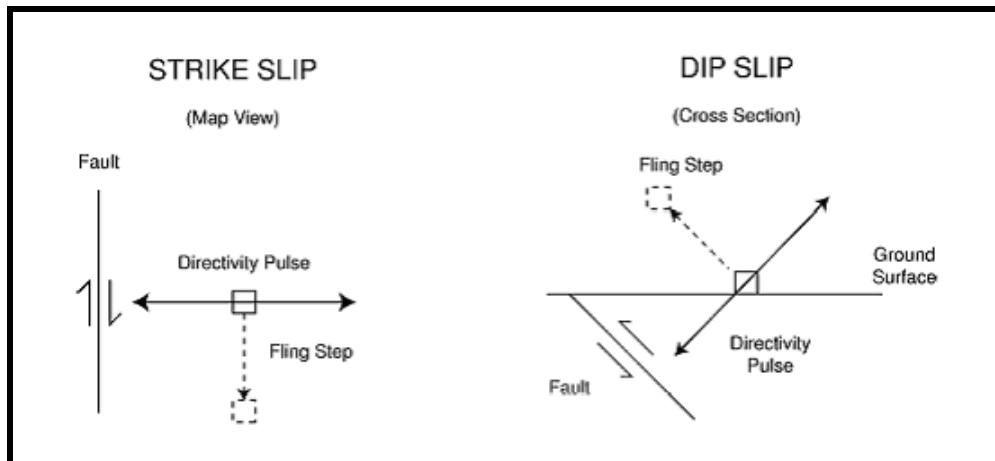 STRIKE SLIP
(Map View)
Fault
Directivity Pulse
Fling Step
DIP SLIP
(Cross Section)
Fling Step
Ground
Surface
Directivity
Pulse
Fault